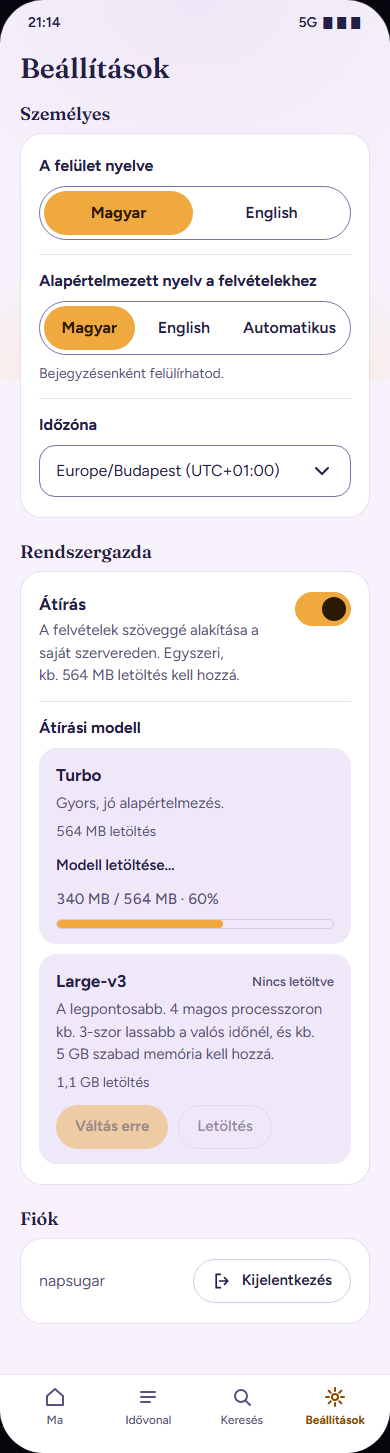 21:14
5G
Beállítások
Személyes
A felület nyelve
Magyar
English
Alapértelmezett nyelv a felvételekhez
Magyar
English
Automatikus
Bejegyzésenként felülírhatod.
Időzóna
Europe/Budapest (UTC+01:00)
Rendszergazda
Átírás
A felvételek szöveggé alakítása a
saját szervereden. Egyszeri,
kb. 564 MB letöltés kell hozzá.
Átírási modell
Turbo
Gyors, jó alapértelmezés.
564 MB letöltés
Modell letöltése…
340 MB / 564 MB · 60%
Large-v3
Nincs letöltve
A legpontosabb. 4 magos processzoron
kb. 3-szor lassabb a valós időnél, és kb.
5 GB szabad memória kell hozzá.
1,1 GB letöltés
Váltás erre
Letöltés
Fiók
napsugar
Kijelentkezés
Ma
Idővonal
Keresés
Beállítások